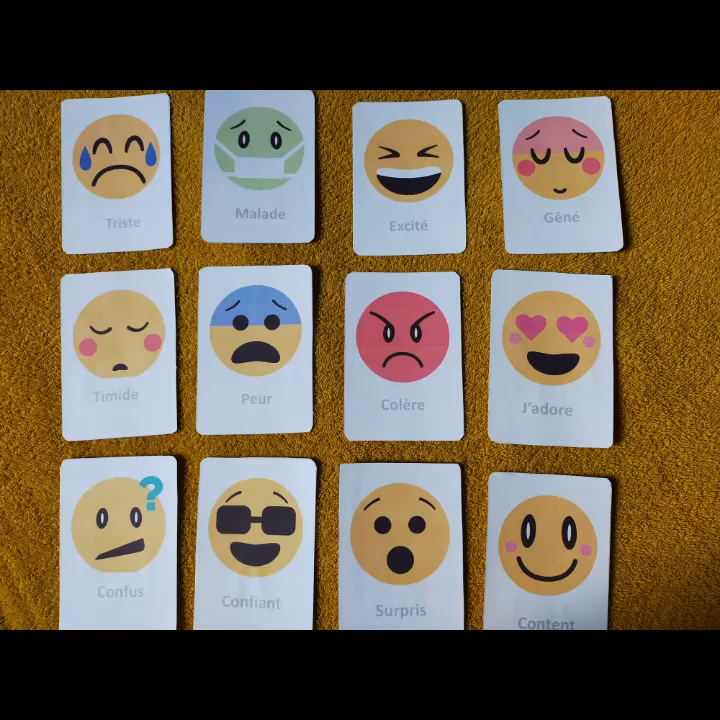 Triste
Malade
Excité
Gêné
Timide
Peur
Colère
J'adore
?
Confus
Confiant
Surpris
Content